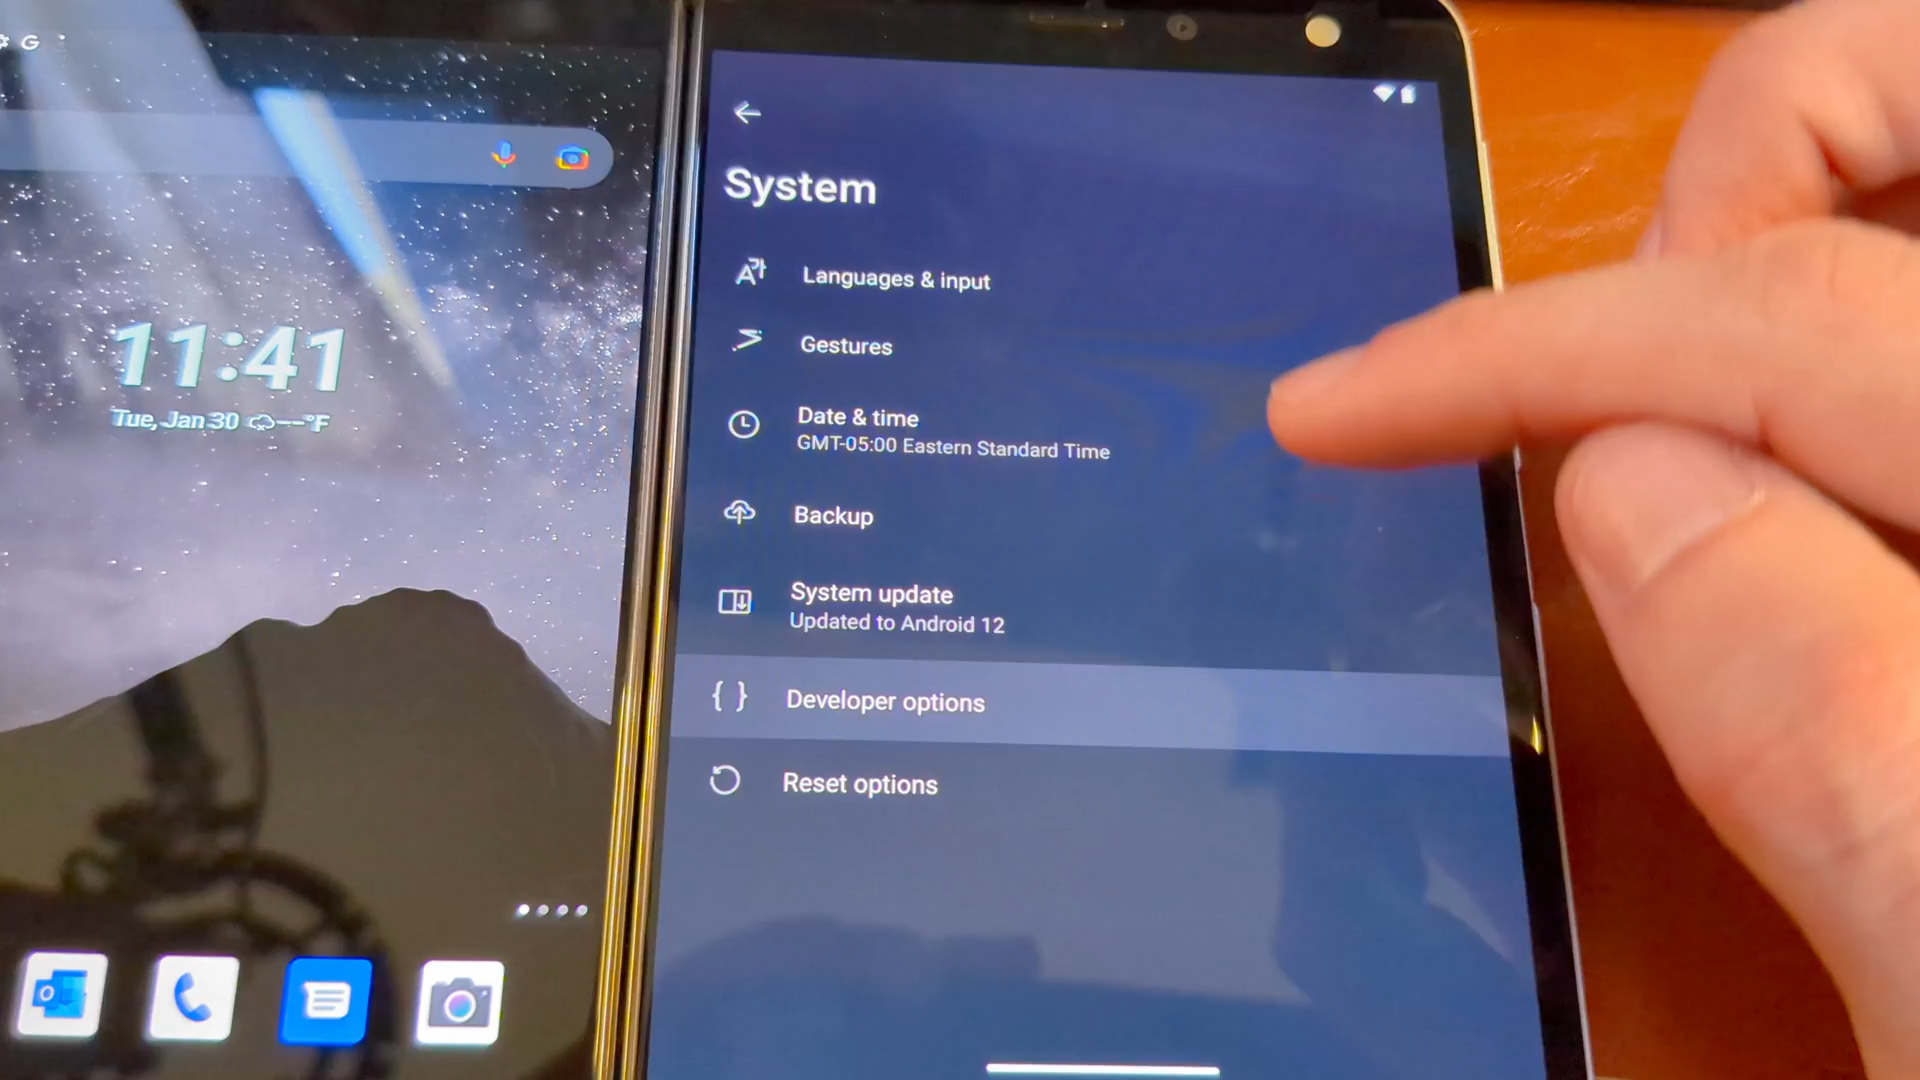 G
11:41
Tue, Jan 30 --°F
System
Languages & input
Gestures
Date & time
GMT-05:00 Eastern Standard Time
Backup
System update
Updated to Android 12
{ } Developer options
Reset options